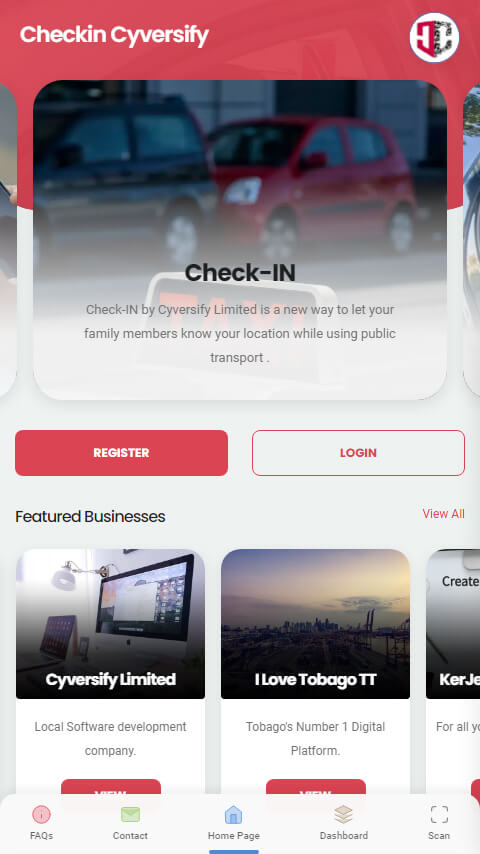 Checkin Cyversify
Check-IN
Check-IN by Cyversify Limited is a new way to let your
family members know your location while using public
transport .
REGISTER
LOGIN
Featured Businesses
View All
Cyversify Limited
I Love Tobago TT
Create
KerJe
Local Software development
company.
Tobago's Number 1 Digital
Platform.
For all yo
VIEW
VIEW
FAQs
Contact
Home Page
Dashboard
Scan